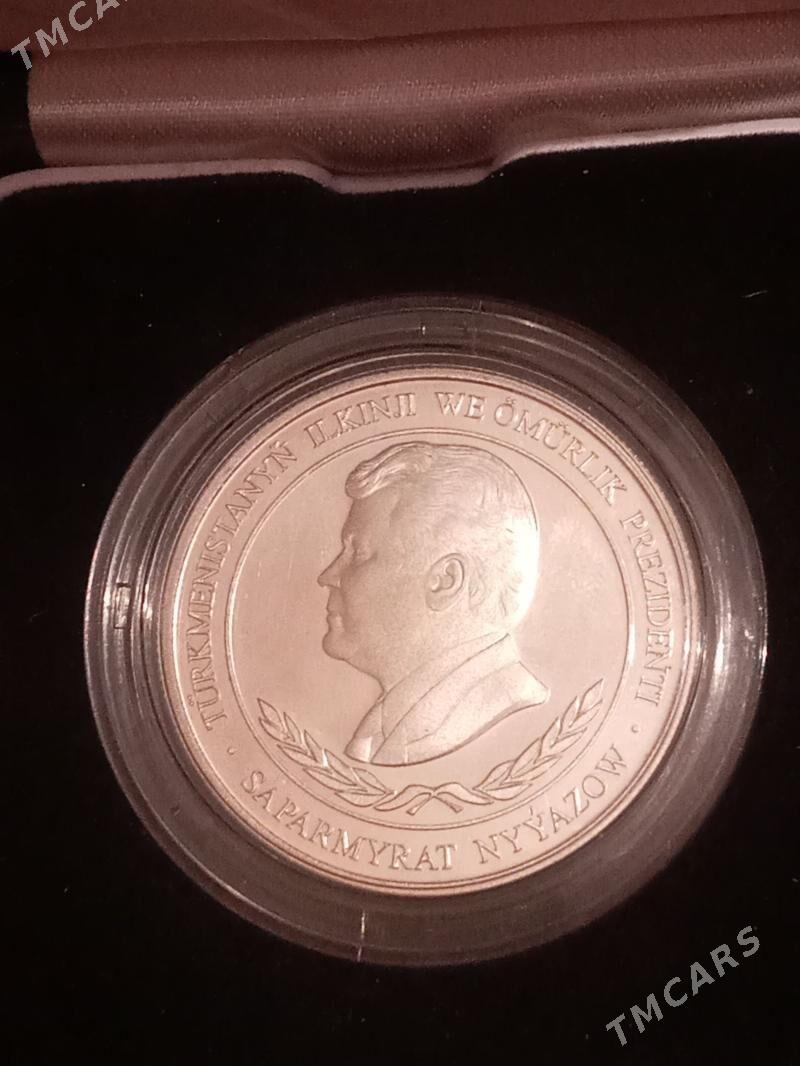 TMCARS
TÜRKMENISTANYŇ ILKINJI WE ÖMÜRLIK PREZIDENTI
· SAPARMYRAT NYÝAZOW ·
TMCARS